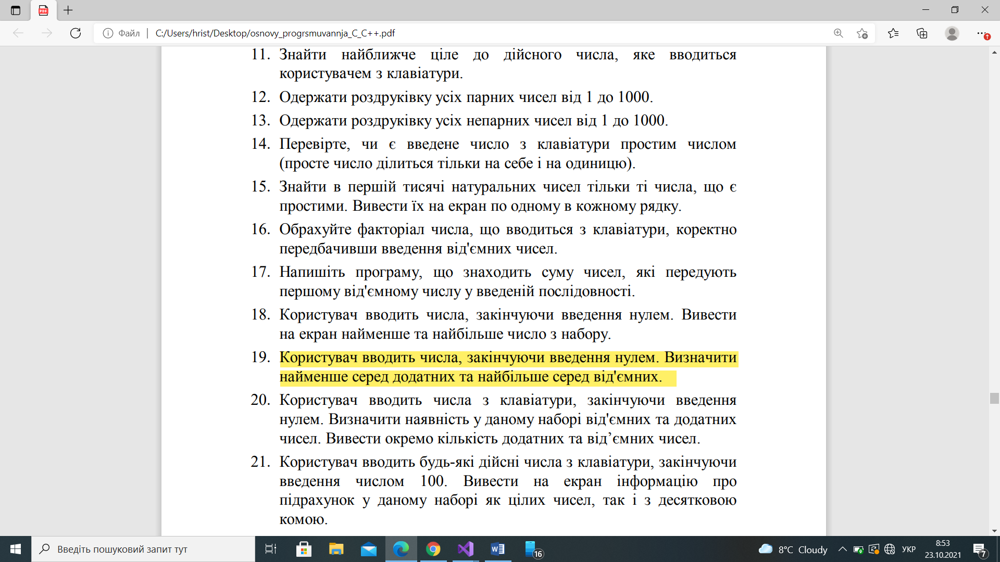 Файл
C:/Users/hrist/Desktop/osnovy_progrsmuvannja_C_C++.pdf
11. Знайти найближче ціле до дійсного числа, яке вводиться
користувачем з клавіатури.
12. Одержати роздруківку усіх парних чисел від 1 до 1000.
13. Одержати роздруківку усіх непарних чисел від 1 до 1000.
14. Перевірте, чи є введене число з клавіатури простим числом
(просте число ділиться тільки на себе і на одиницю).
15. Знайти в першій тисячі натуральних чисел тільки ті числа, що є
простими. Вивести їх на екран по одному в кожному рядку.
16. Обрахуйте факторіал числа, що вводиться з клавіатури, коректно
передбачивши введення від'ємних чисел.
17. Напишіть програму, що знаходить суму чисел, які передують
першому від'ємному числу у введеній послідовності.
18. Користувач вводить числа, закінчуючи введення нулем. Вивести
на екран найменше та найбільше число з набору.
19. Користувач вводить числа, закінчуючи введення нулем. Визначити
найменше серед додатних та найбільше серед від'ємних.
20. Користувач вводить числа з клавіатури, закінчуючи введення
нулем. Визначити наявність у даному наборі від'ємних та додатних
чисел. Вивести окремо кількість додатних та від’ємних чисел.
21. Користувач вводить будь-які дійсні числа з клавіатури, закінчуючи
введення числом 100. Вивести на екран інформацію про
підрахунок у даному наборі як цілих чисел, так і з десятковою
комою.
Введіть пошуковий запит тут
16
8°C Cloudy
УКР
8:53
23.10.2021
7